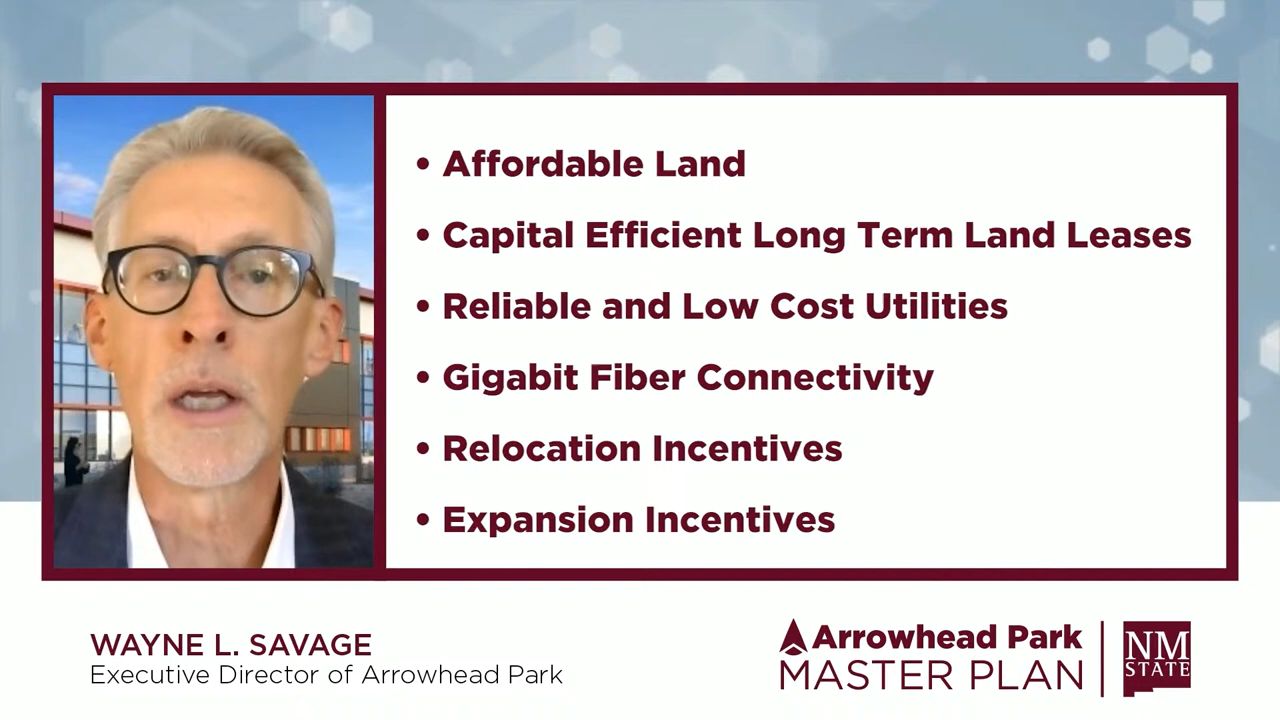 • Affordable Land
• Capital Efficient Long Term Land Leases
• Reliable and Low Cost Utilities
• Gigabit Fiber Connectivity
• Relocation Incentives
• Expansion Incentives
WAYNE L. SAVAGE
Executive Director of Arrowhead Park
Arrowhead Park
MASTER PLAN
NM
STATE